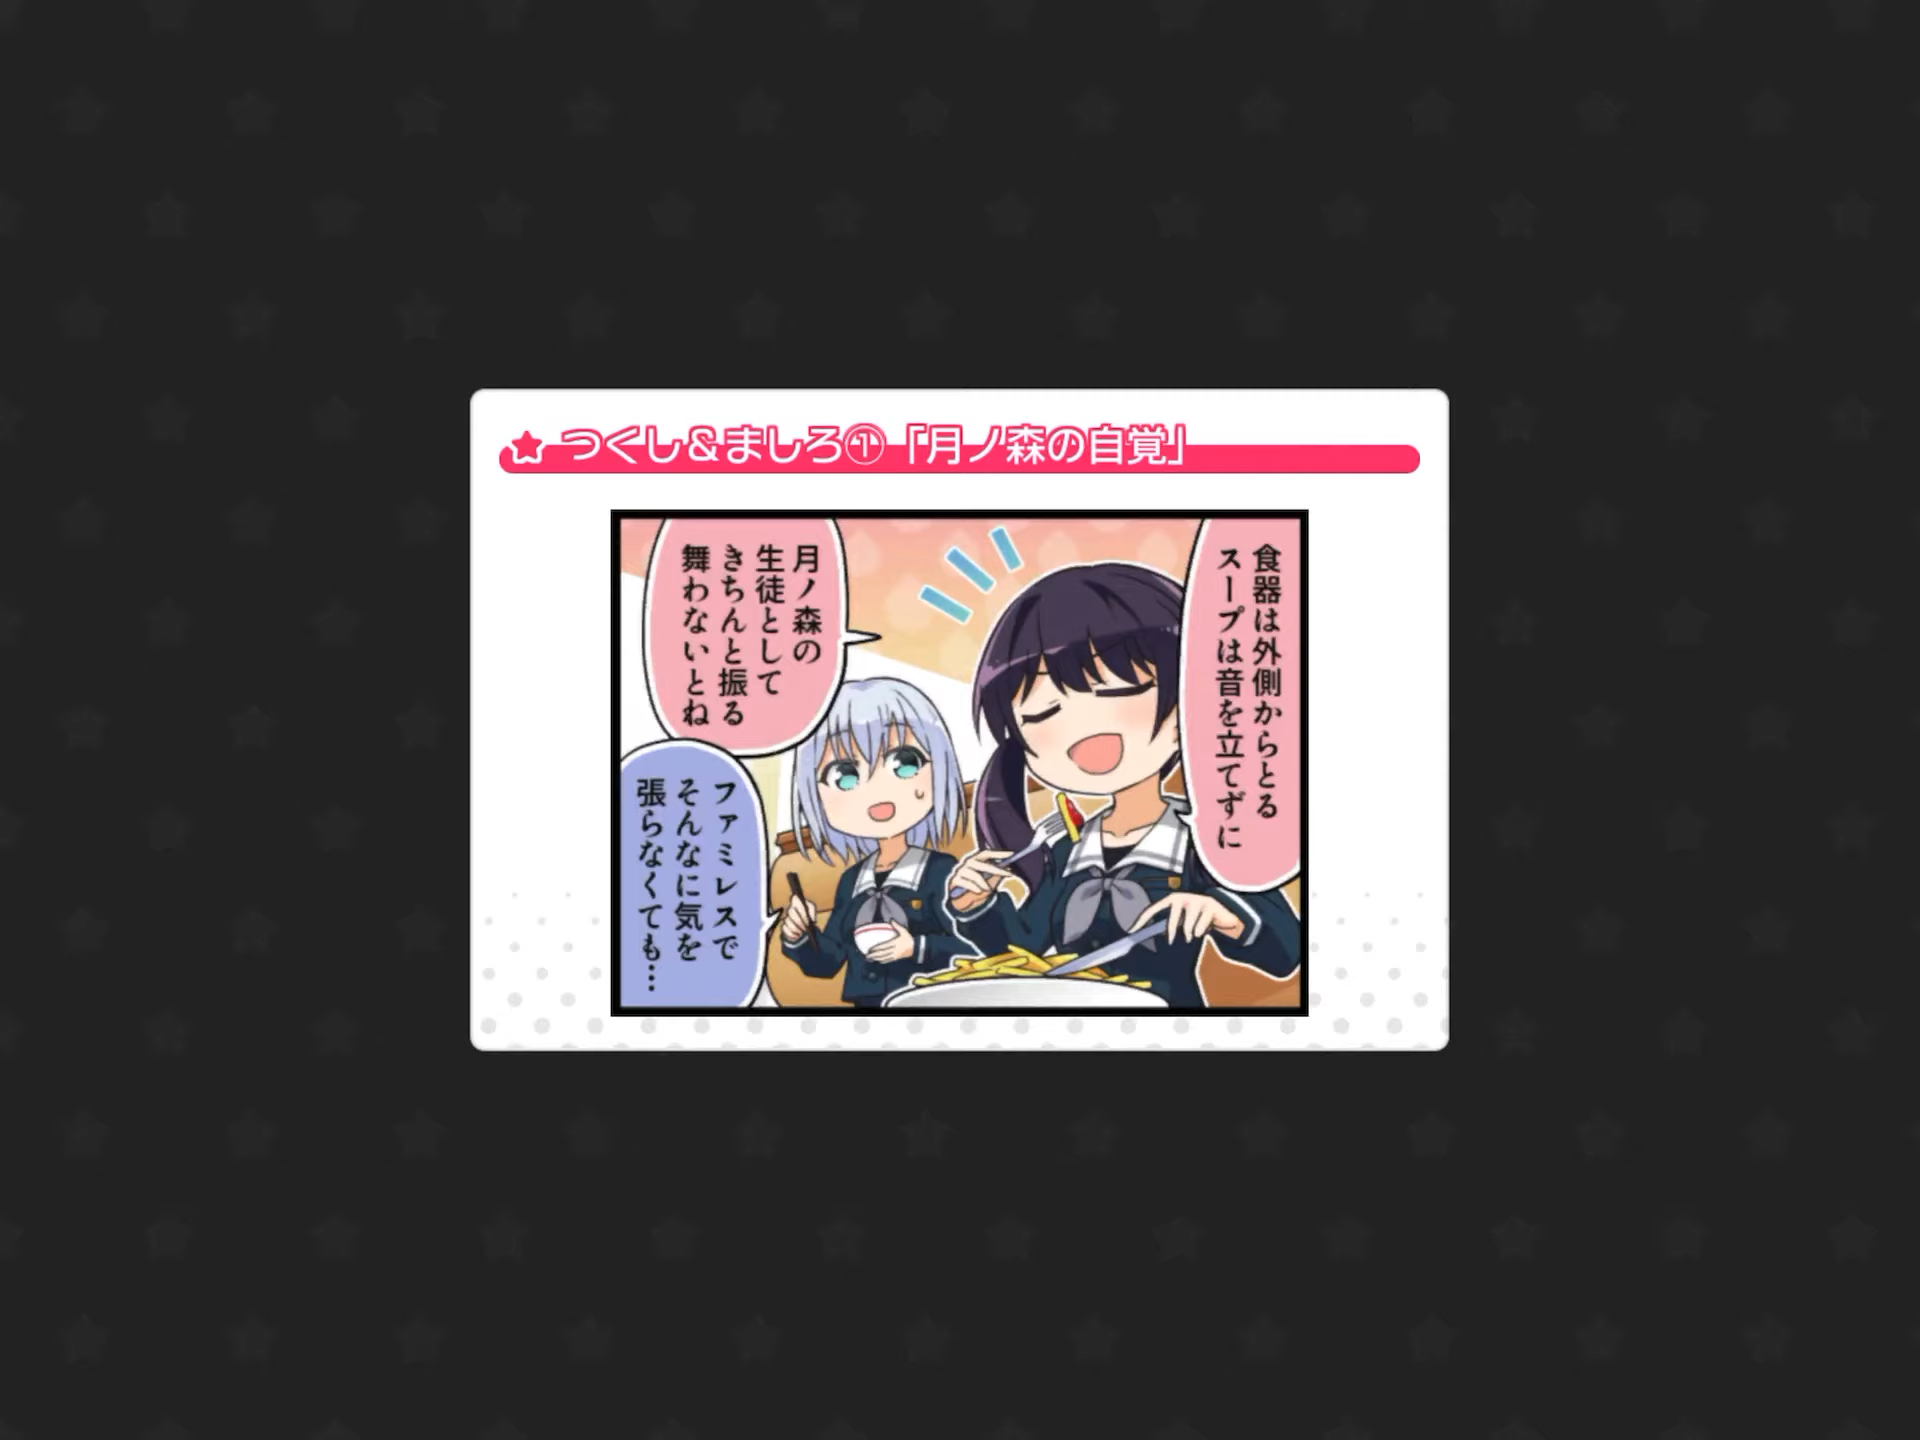 つくし＆ましろ①「月ノ森の自覚」
食器は外側からとる
スープは音を立てずに
月ノ森の
生徒として
きちんと振る
舞わないとね
ファミレスで
そんなに気を
張らなくても…